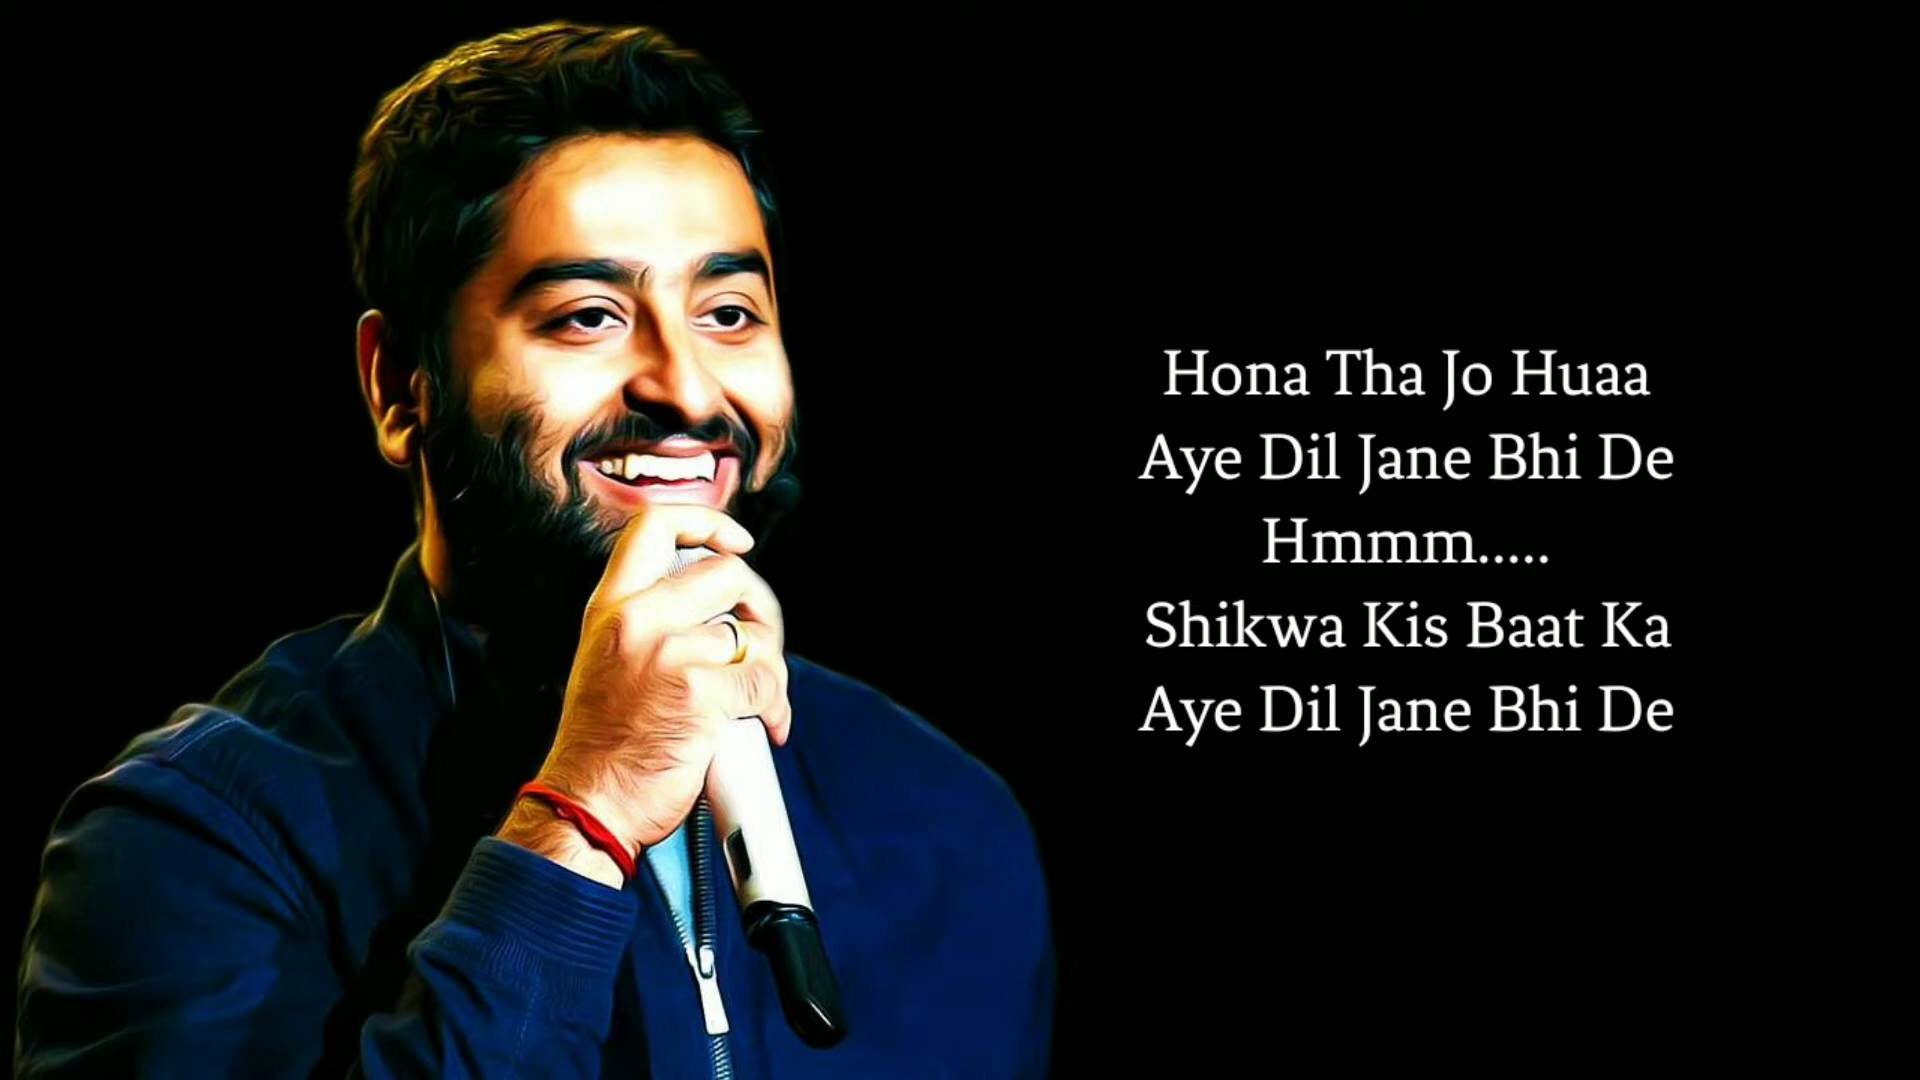 Hona Tha Jo Huaa
Aye Dil Jane Bhi De
Hmmm.....
Shikwa Kis Baat Ka
Aye Dil Jane Bhi De